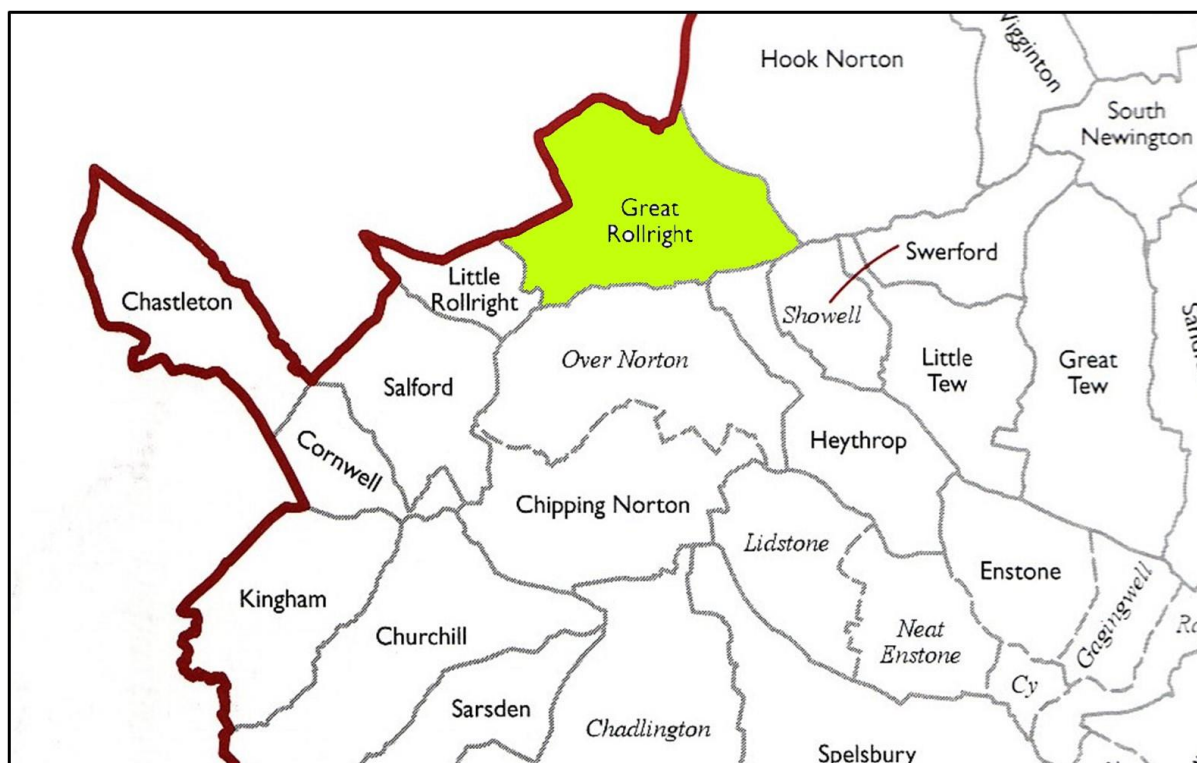 Hook Norton
Wigginton
South
Newington
Great
Rollright
Swerford
Little
Rollright
Chastleton
Showell
Over Norton
Little
Tew
Great
Tew
Salford
Heythrop
Cornwell
Chipping Norton
Lidstone
Enstone
Gagingwell
Kingham
Churchill
Neat
Enstone
Cy
Sarsden
Chadlington
Spelsbury